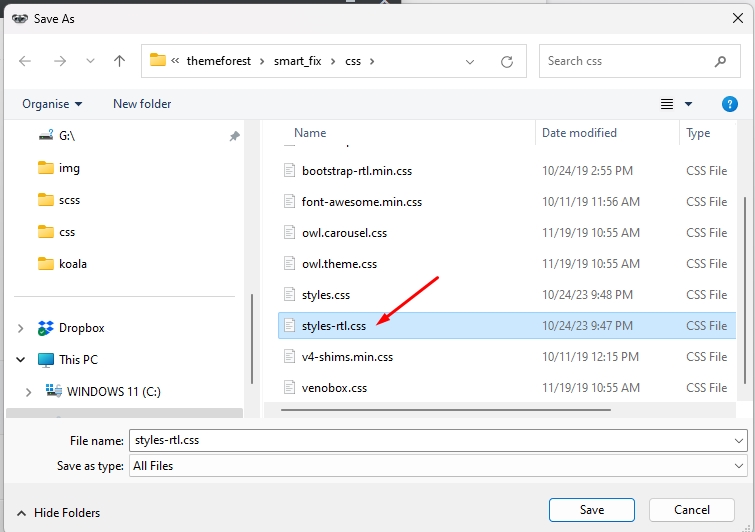 Save As
« themeforest > smart_fix > css >
Search css
Organise
New folder
?
G:\
img
scss
css
koala
Dropbox
This PC
WINDOWS 11 (C:)
Name Date modified Type
bootstrap-rtl.min.css 10/24/19 2:55 PM CSS File
font-awesome.min.css 10/11/19 11:56 AM CSS File
owl.carousel.css 11/19/19 10:55 AM CSS File
owl.theme.css 11/19/19 10:55 AM CSS File
styles.css 10/24/23 9:48 PM CSS File
styles-rtl.css 10/24/23 9:47 PM CSS File
v4-shims.min.css 10/11/19 12:15 PM CSS File
venobox.css 11/19/19 10:55 AM CSS File
File name: styles-rtl.css
Save as type: All Files
Hide Folders
Save
Cancel